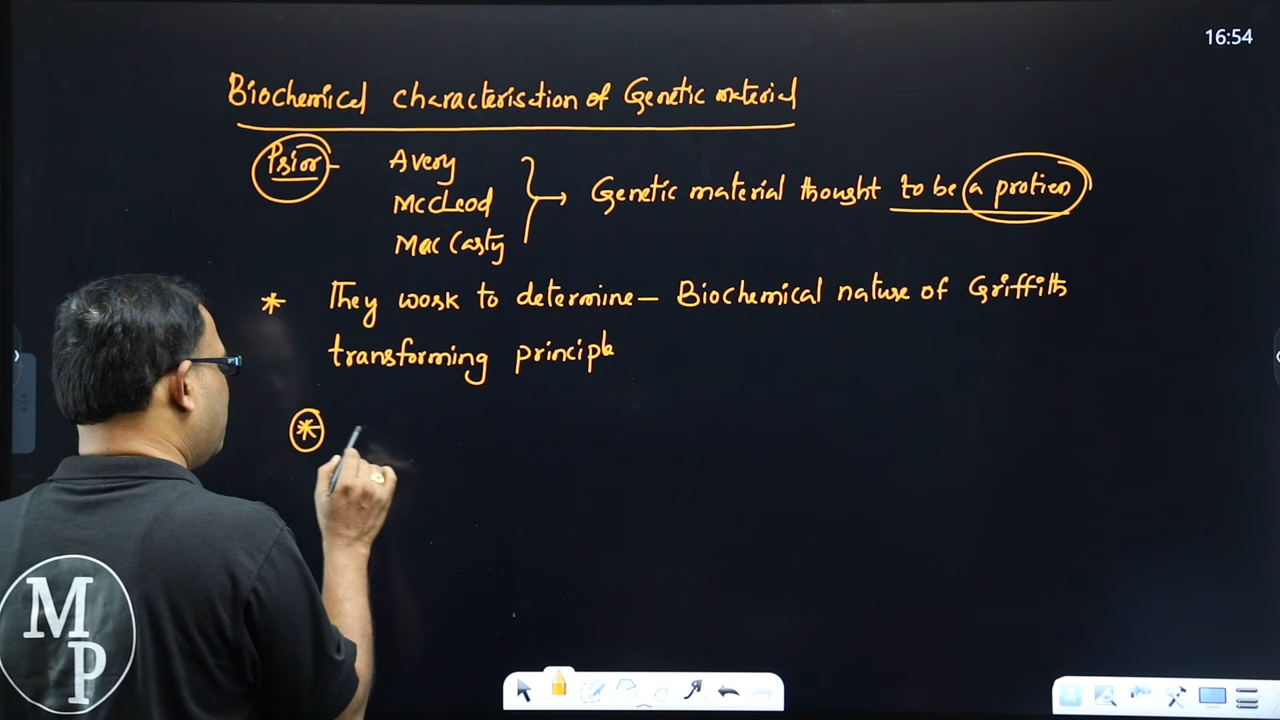 16:54
Biochemical characterisation of Genetic material
Prior - Avery
McCleod
Mac Carty
→ Genetic material thought to be a protien
* They work to determine - Biochemical nature of Griffith
transforming principle
*
M
P